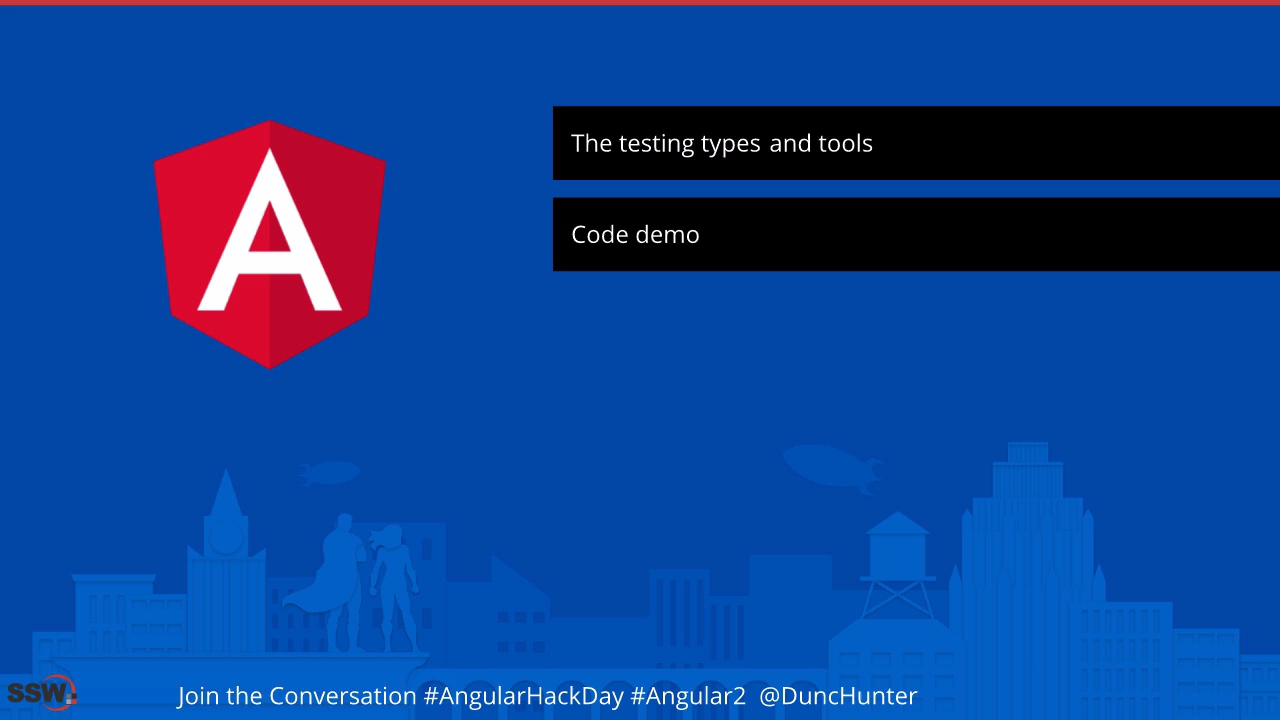 The testing types and tools
Code demo
A
SSW
Join the Conversation #AngularHackDay #Angular2 @DuncHunter